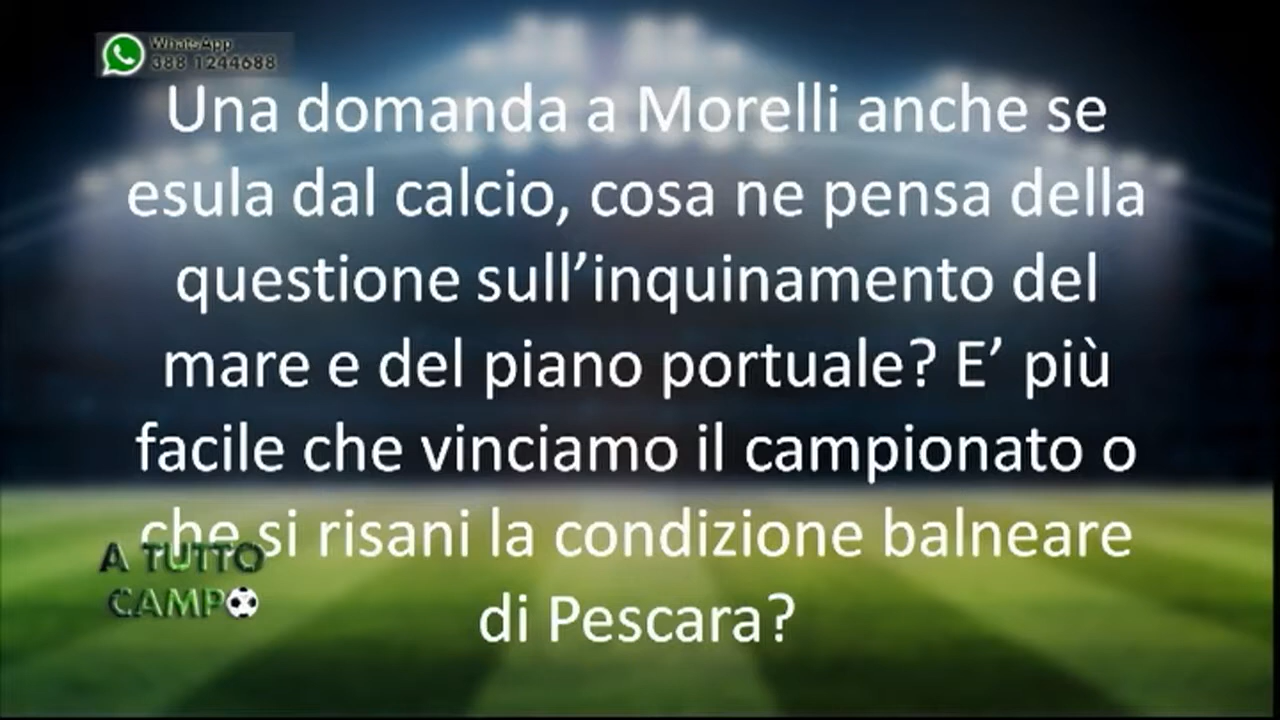 WhatsApp
388 1244688
Una domanda a Morelli anche se
esula dal calcio, cosa ne pensa della
questione sull’inquinamento del
mare e del piano portuale? E’ più
facile che vinciamo il campionato o
che si risani la condizione balneare
di Pescara?
A TUTTO
CAMPO